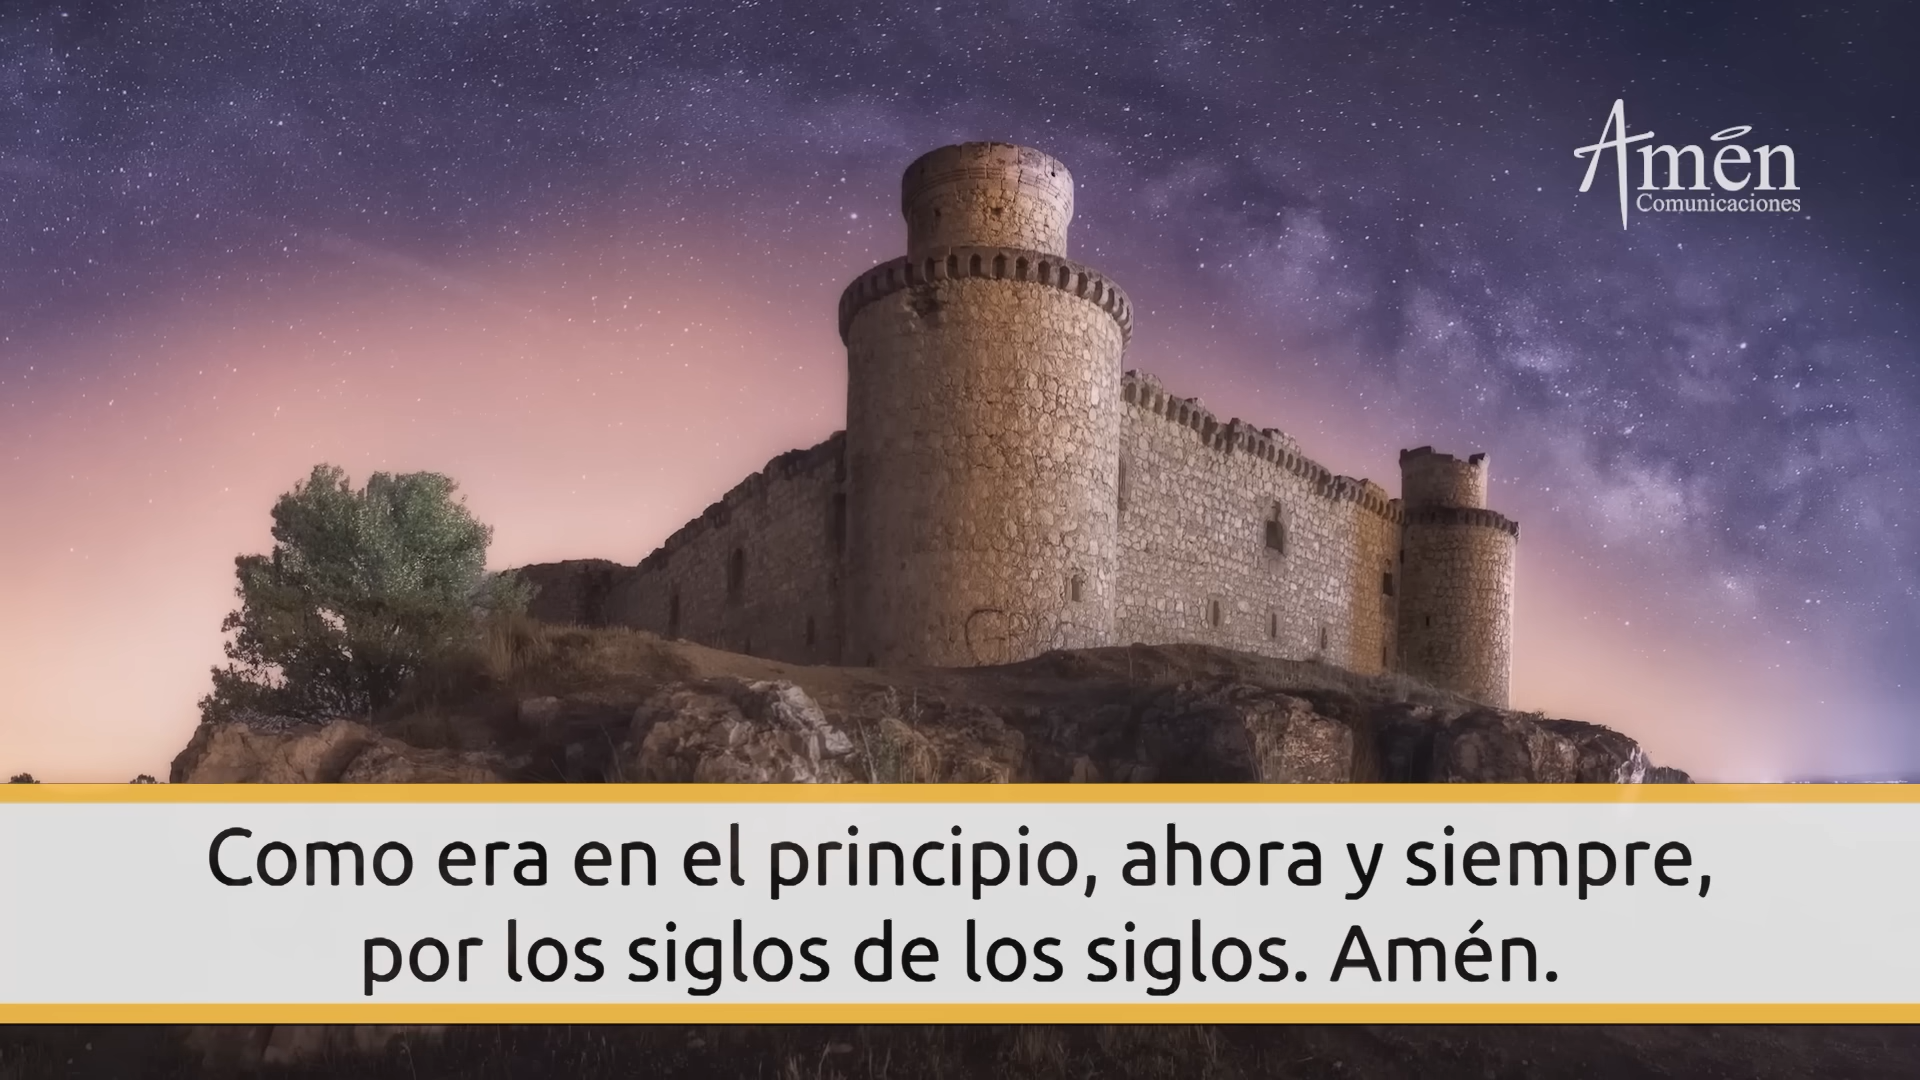 Amén
Comunicaciones
Como era en el principio, ahora y siempre,
por los siglos de los siglos. Amén.